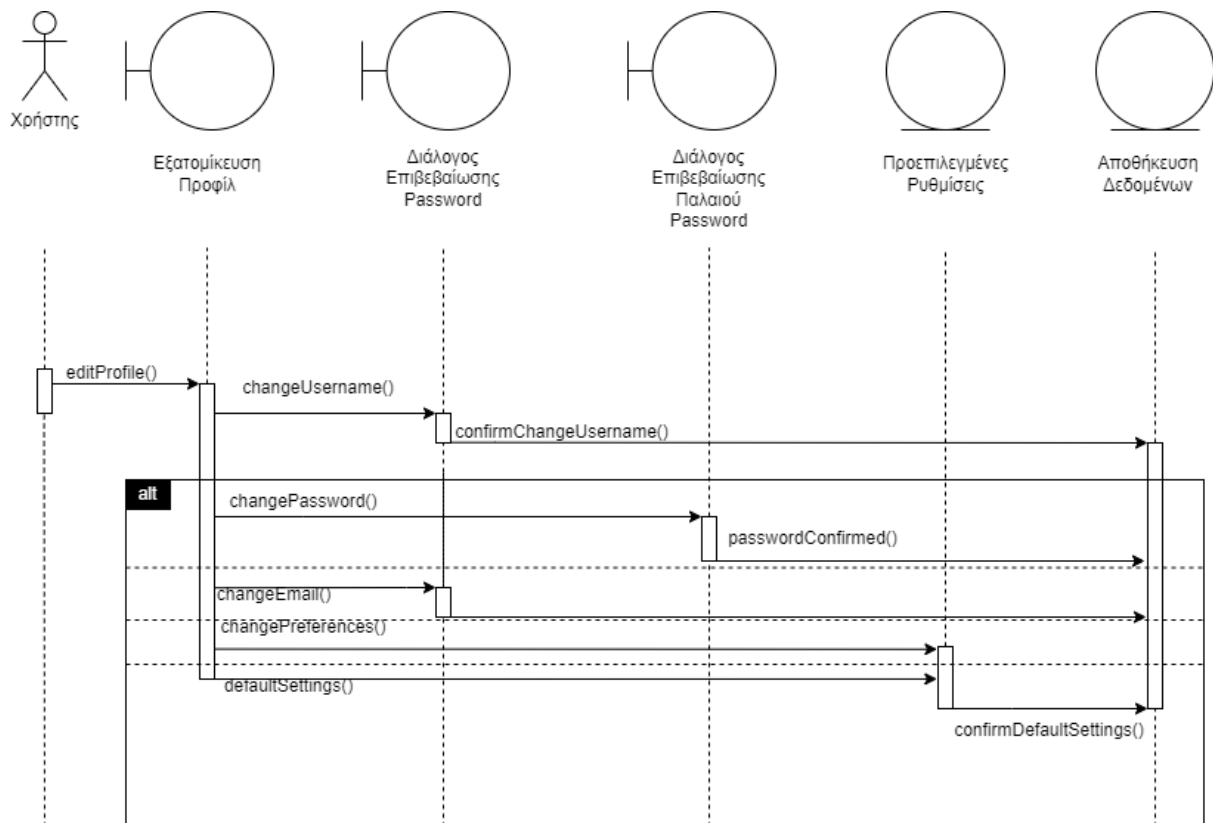 Χρήστης
Εξατομίκευση
Προφίλ
Διάλογος
Επιβεβαίωσης
Password
Διάλογος
Επιβεβαίωσης
Παλαιού
Password
Προεπιλεγμένες
Ρυθμίσεις
Αποθήκευση
Δεδομένων
editProfile()
changeUsername()
confirmChangeUsername()
alt
changePassword()
passwordConfirmed()
changeEmail()
changePreferences()
defaultSettings()
confirmDefaultSettings()